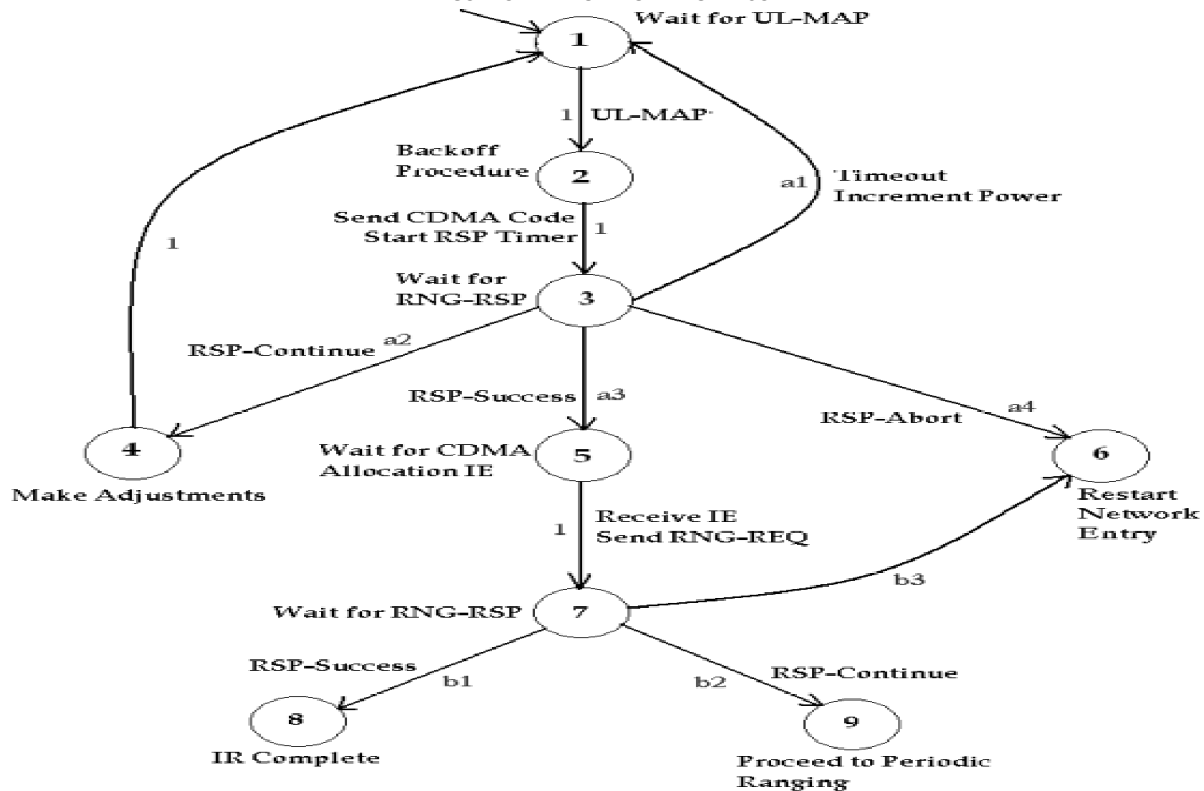 Wait for UL-MAP
1
1
UL-MAP
Backoff
Procedure
2
a1
Timeout
Increment Power
Send CDMA Code
Start RSP Timer
1
1
Wait for
RNG-RSP
3
RSP-Continue
a2
RSP-Success
a3
RSP-Abort
a4
4
Make Adjustments
Wait for CDMA
Allocation IE
5
6
Restart
Network
Entry
1
Receive IE
Send RNG-REQ
b3
Wait for RNG-RSP
7
RSP-Success
b1
b2
RSP-Continue
8
IR Complete
9
Proceed to Periodic
Ranging